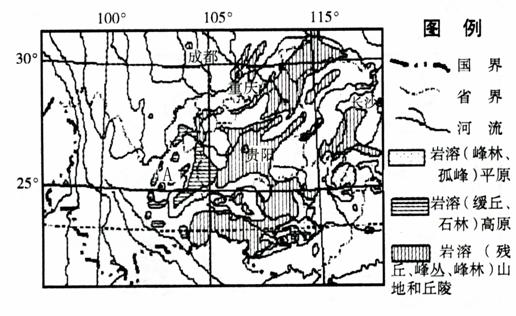 100° 105° 115°
30°
25°
成都
重庆
长沙
贵阳
A
图 例
国 界
省 界
河 流
岩溶(峰林、
孤峰)平原
岩溶(缓丘、
石林)高原
岩溶(残
丘、峰丛、峰林)山
地和丘陵